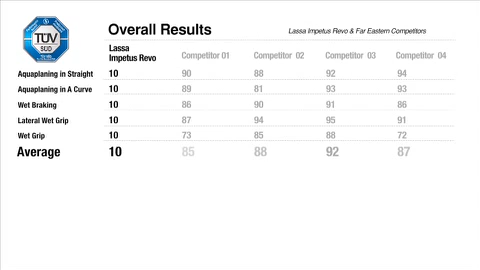 TÜV
SÜD
Overall Results
Lassa Impetus Revo & Far Eastern Competitors
Lassa
Impetus Revo Competitor 01 Competitor 02 Competitor 03 Competitor 04
Aquaplaning in Straight 10 90 88 92 94
Aquaplaning in A Curve 10 89 81 93 93
Wet Braking 10 86 90 91 86
Lateral Wet Grip 10 87 94 95 91
Wet Grip 10 73 85 88 72
Average 10 85 88 92 87